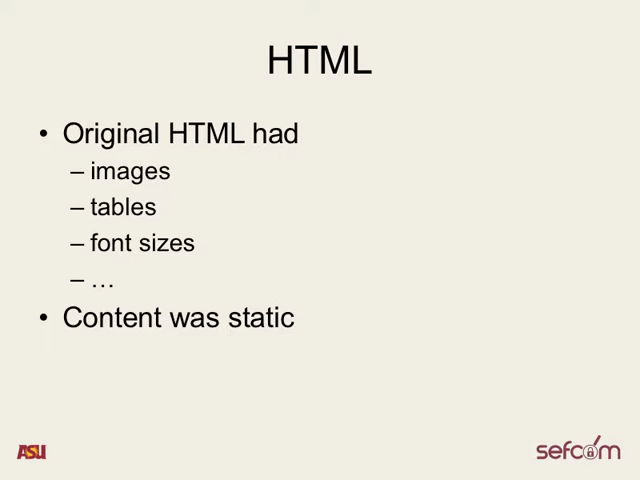 HTML
• Original HTML had
– images
– tables
– font sizes
– …
• Content was static
ASU
sefcom